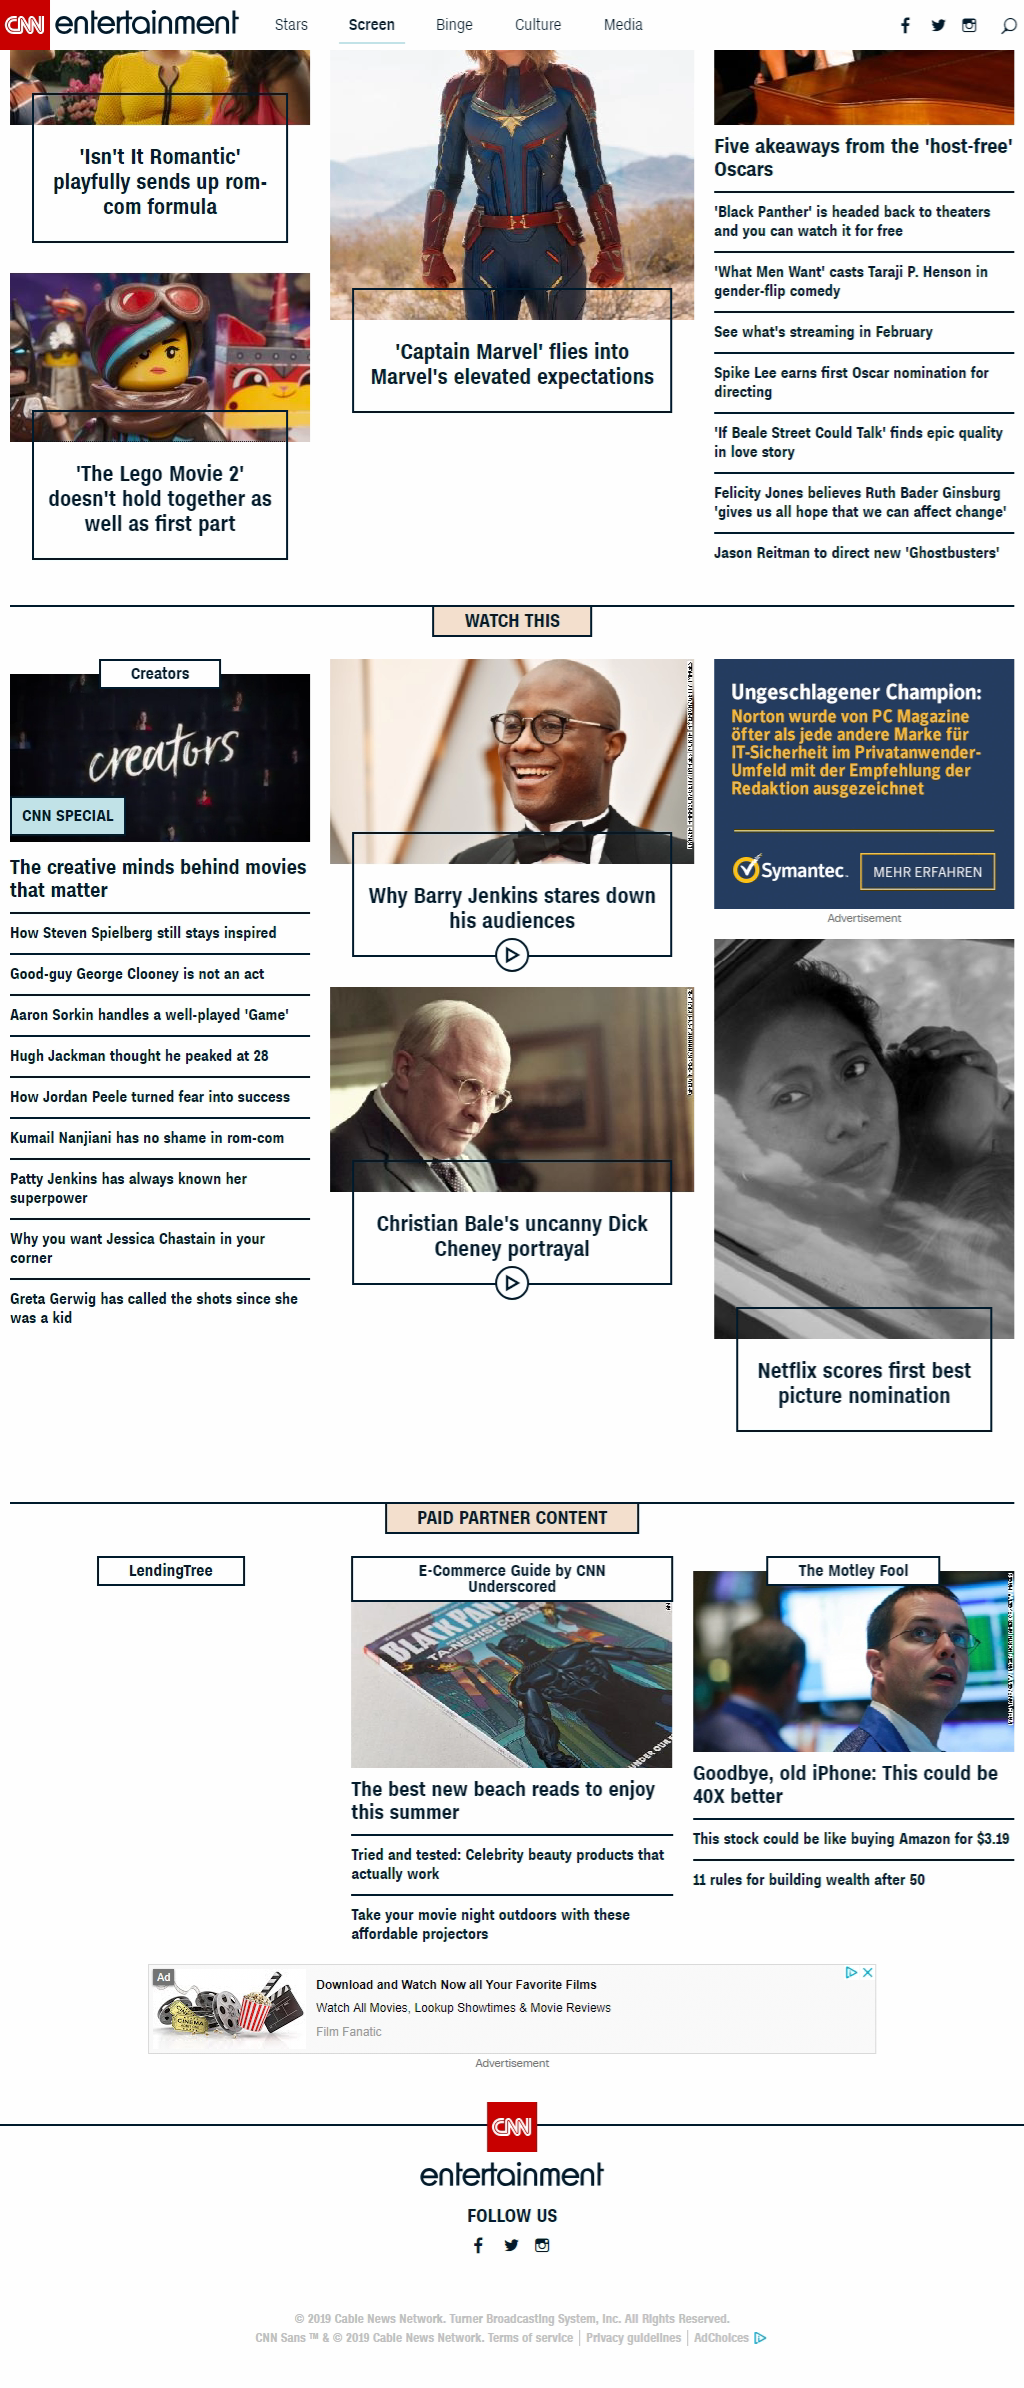 CNN entertainment
Stars
Screen
Binge
Culture
Media
'Isn't It Romantic'
playfully sends up rom-
com formula
'The Lego Movie 2'
doesn't hold together as
well as first part
'Captain Marvel' flies into
Marvel's elevated expectations
Five akeaways from the 'host-free'
Oscars
'Black Panther' is headed back to theaters
and you can watch it for free
'What Men Want' casts Taraji P. Henson in
gender-flip comedy
See what's streaming in February
Spike Lee earns first Oscar nomination for
directing
'If Beale Street Could Talk' finds epic quality
in love story
Felicity Jones believes Ruth Bader Ginsburg
'gives us all hope that we can affect change'
Jason Reitman to direct new 'Ghostbusters'
WATCH THIS
Creators
creators
CNN SPECIAL
The creative minds behind movies
that matter
How Steven Spielberg still stays inspired
Good-guy George Clooney is not an act
Aaron Sorkin handles a well-played 'Game'
Hugh Jackman thought he peaked at 28
How Jordan Peele turned fear into success
Kumail Nanjiani has no shame in rom-com
Patty Jenkins has always known her
superpower
Why you want Jessica Chastain in your
corner
Greta Gerwig has called the shots since she
was a kid
Why Barry Jenkins stares down
his audiences
Christian Bale's uncanny Dick
Cheney portrayal
Ungeschlagener Champion:
Norton wurde von PC Magazine
öfter als jede andere Marke für
IT-Sicherheit im Privatanwender-
Umfeld mit der Empfehlung der
Redaktion ausgezeichnet
Symantec.
MEHR ERFAHREN
Advertisement
Netflix scores first best
picture nomination
PAID PARTNER CONTENT
LendingTree
E-Commerce Guide by CNN
Underscored
BLACK PANT
TA-NEHISI COA
UNDER OUR
The best new beach reads to enjoy
this summer
Tried and tested: Celebrity beauty products that
actually work
Take your movie night outdoors with these
affordable projectors
The Motley Fool
Goodbye, old iPhone: This could be
40X better
This stock could be like buying Amazon for $3.19
11 rules for building wealth after 50
Ad
CINEMA
Download and Watch Now all Your Favorite Films
Watch All Movies, Lookup Showtimes & Movie Reviews
Film Fanatic
Advertisement
CNN
entertainment
FOLLOW US
© 2019 Cable News Network. Turner Broadcasting System, Inc. All Rights Reserved.
CNN Sans ™ & © 2019 Cable News Network. Terms of service | Privacy guidelines | AdChoices